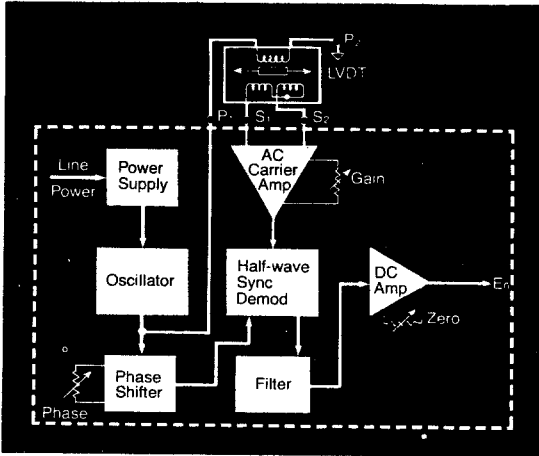 P2
LVDT
P1 S1 S2
Line
Power
Power
Supply
AC
Carrier
Amp
Gain
Oscillator
Half-wave
Sync
Demod
DC
Amp
Zero
Phase
Shifter
Phase
Filter